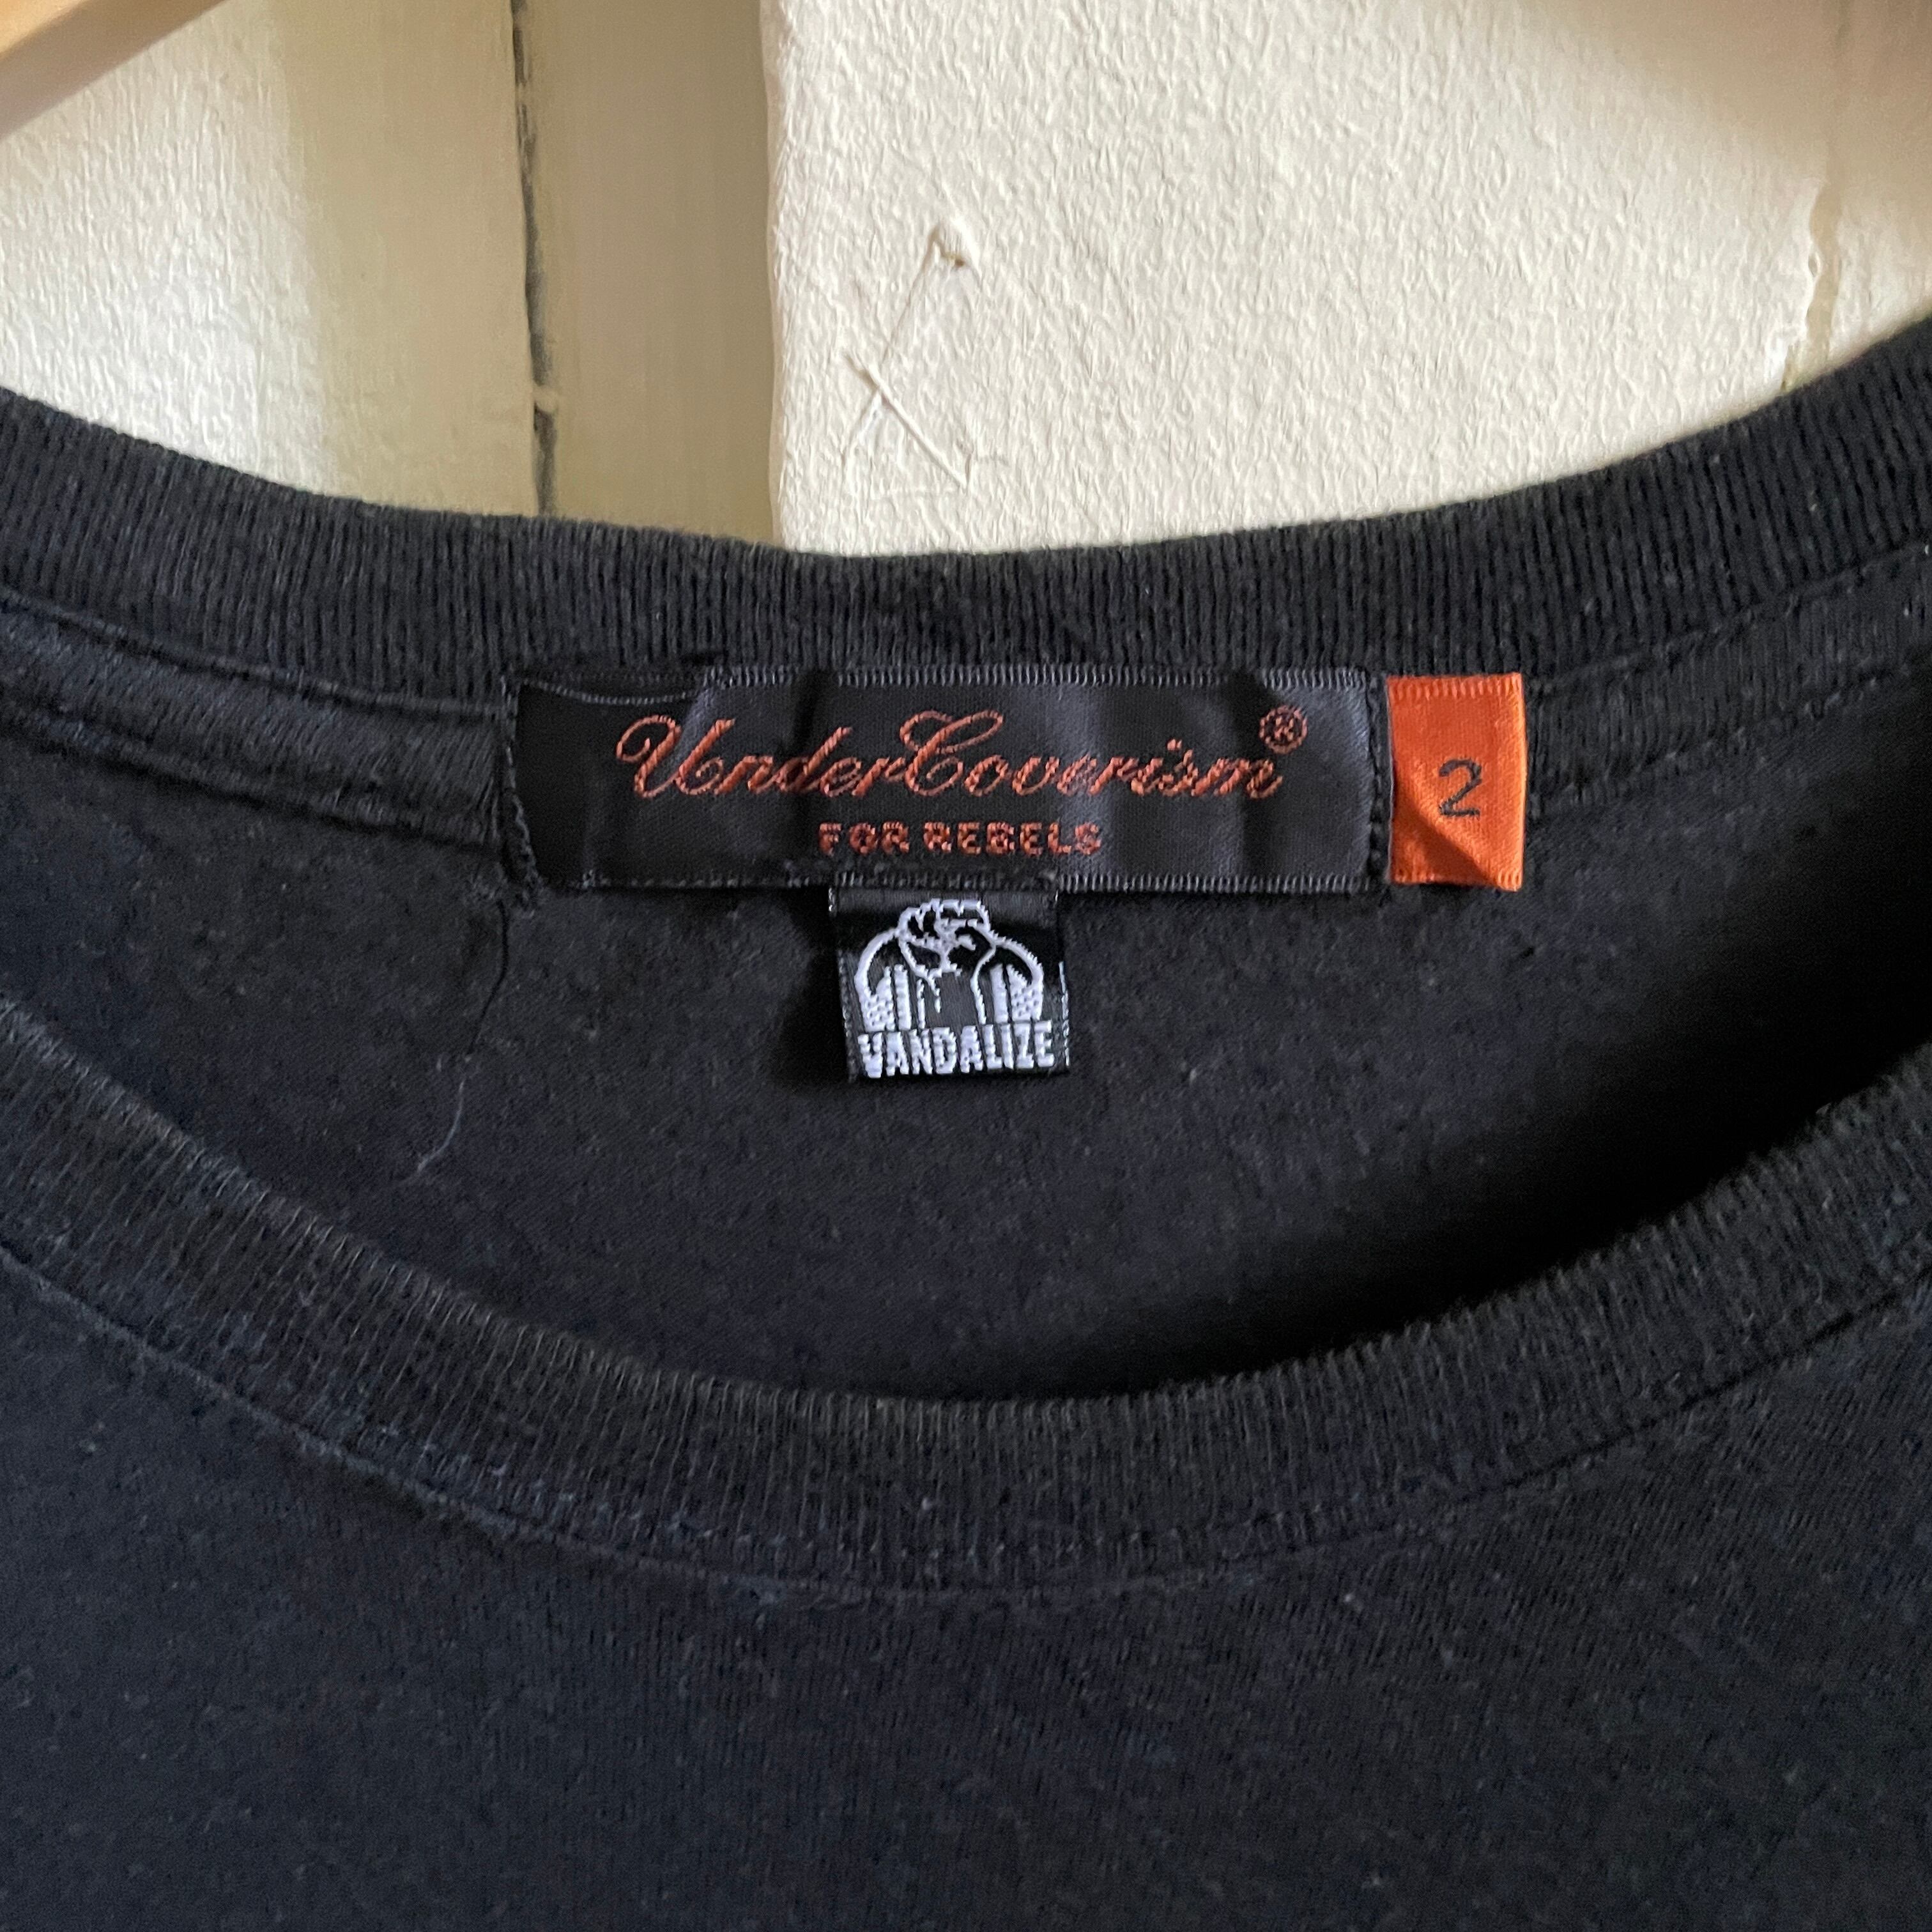 UnderCoverism®
FOR REBELS
2
VANDALIZE